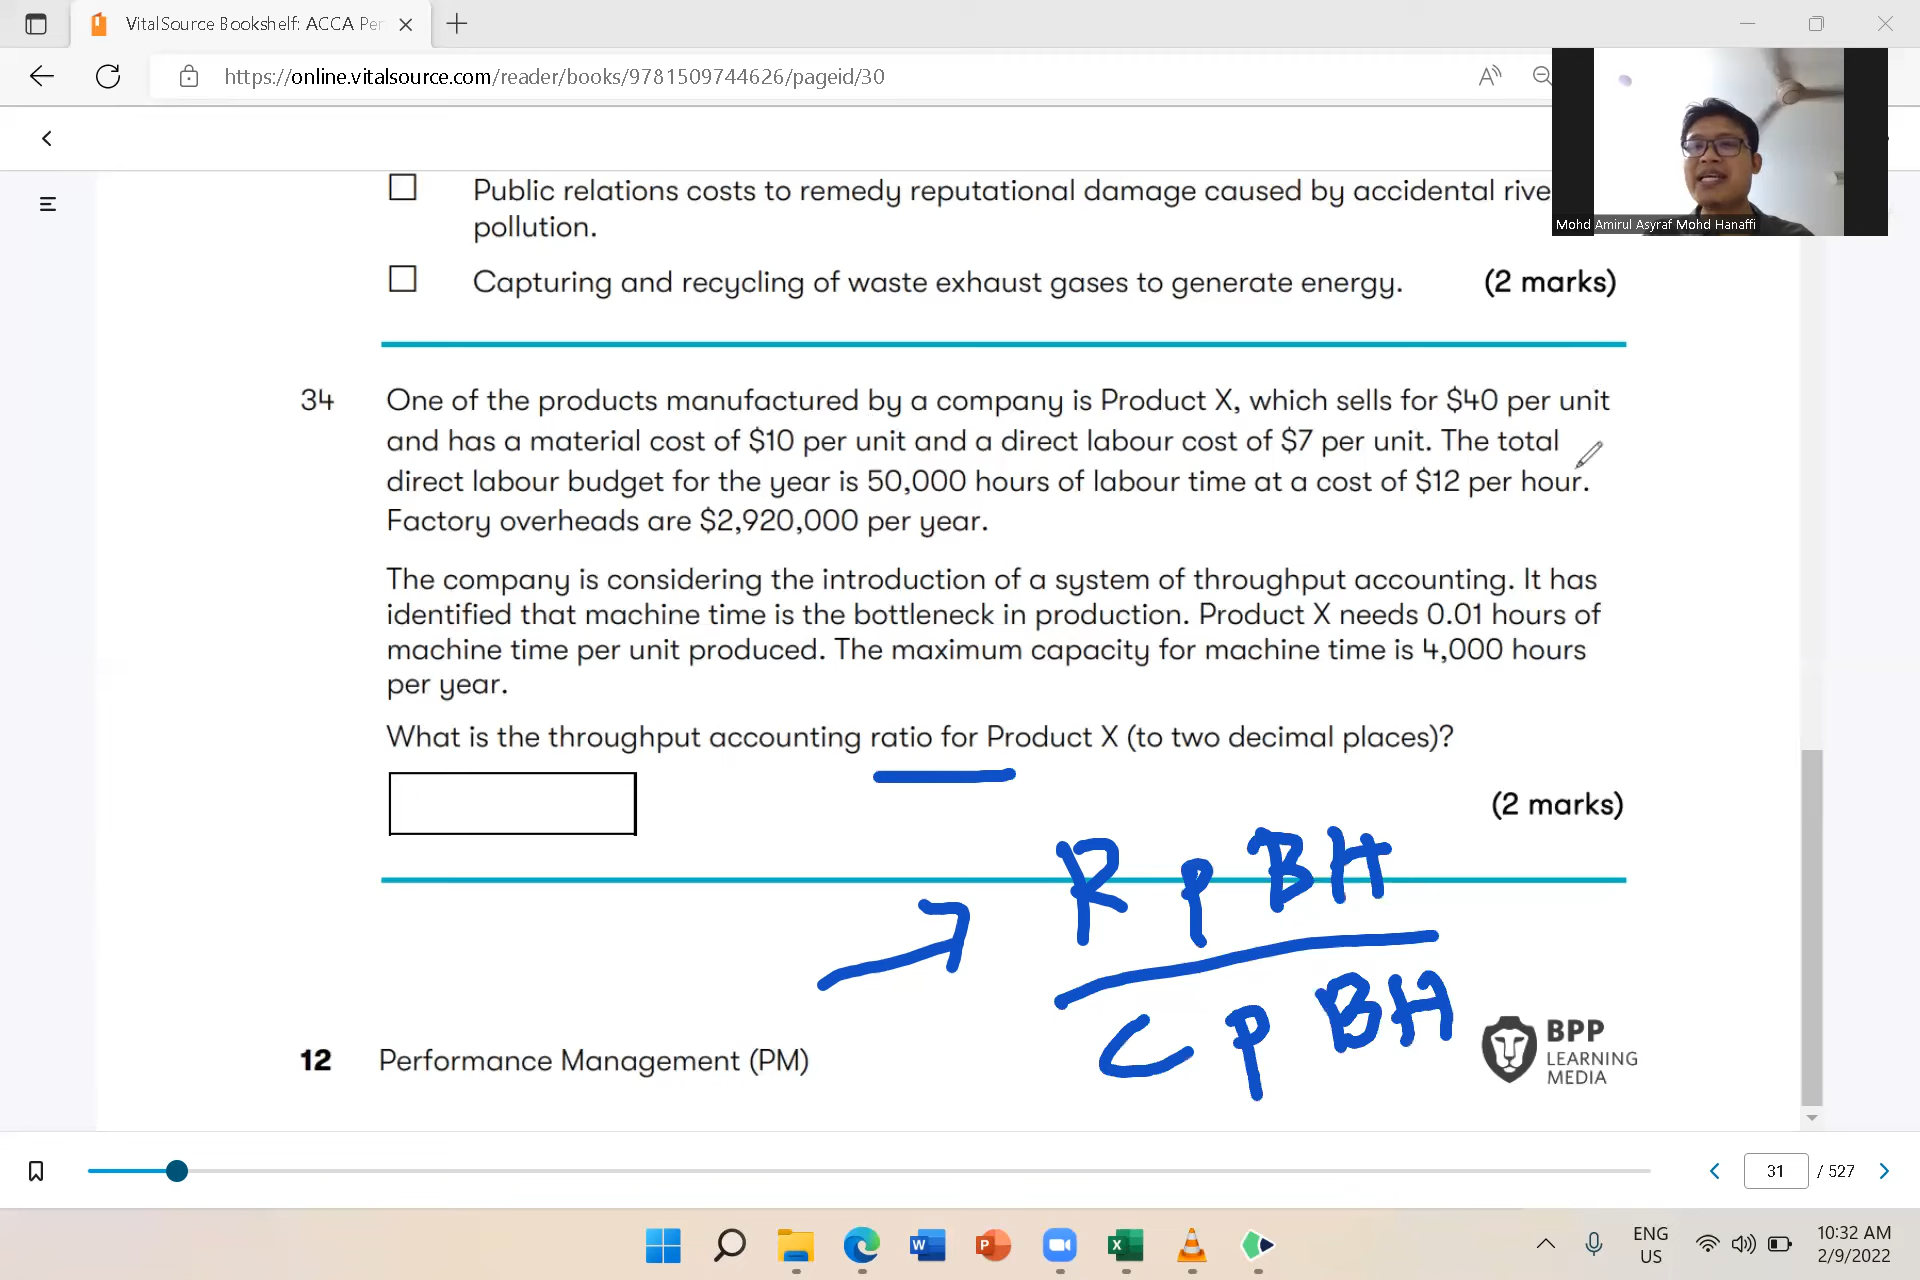 VitalSource Bookshelf: ACCA Per
https://online.vitalsource.com/reader/books/9781509744626/pageid/30
Mohd Amirul Asyraf Mohd Hanaffi
Public relations costs to remedy reputational damage caused by accidental rive
pollution.
Capturing and recycling of waste exhaust gases to generate energy. (2 marks)
34 One of the products manufactured by a company is Product X, which sells for $40 per unit
and has a material cost of $10 per unit and a direct labour cost of $7 per unit. The total
direct labour budget for the year is 50,000 hours of labour time at a cost of $12 per hour.
Factory overheads are $2,920,000 per year.
The company is considering the introduction of a system of throughput accounting. It has
identified that machine time is the bottleneck in production. Product X needs 0.01 hours of
machine time per unit produced. The maximum capacity for machine time is 4,000 hours
per year.
What is the throughput accounting ratio for Product X (to two decimal places)?
(2 marks)
R P BH
C P BH
12 Performance Management (PM)
BPP
LEARNING
MEDIA
31 / 527
ENG
US
10:32 AM
2/9/2022